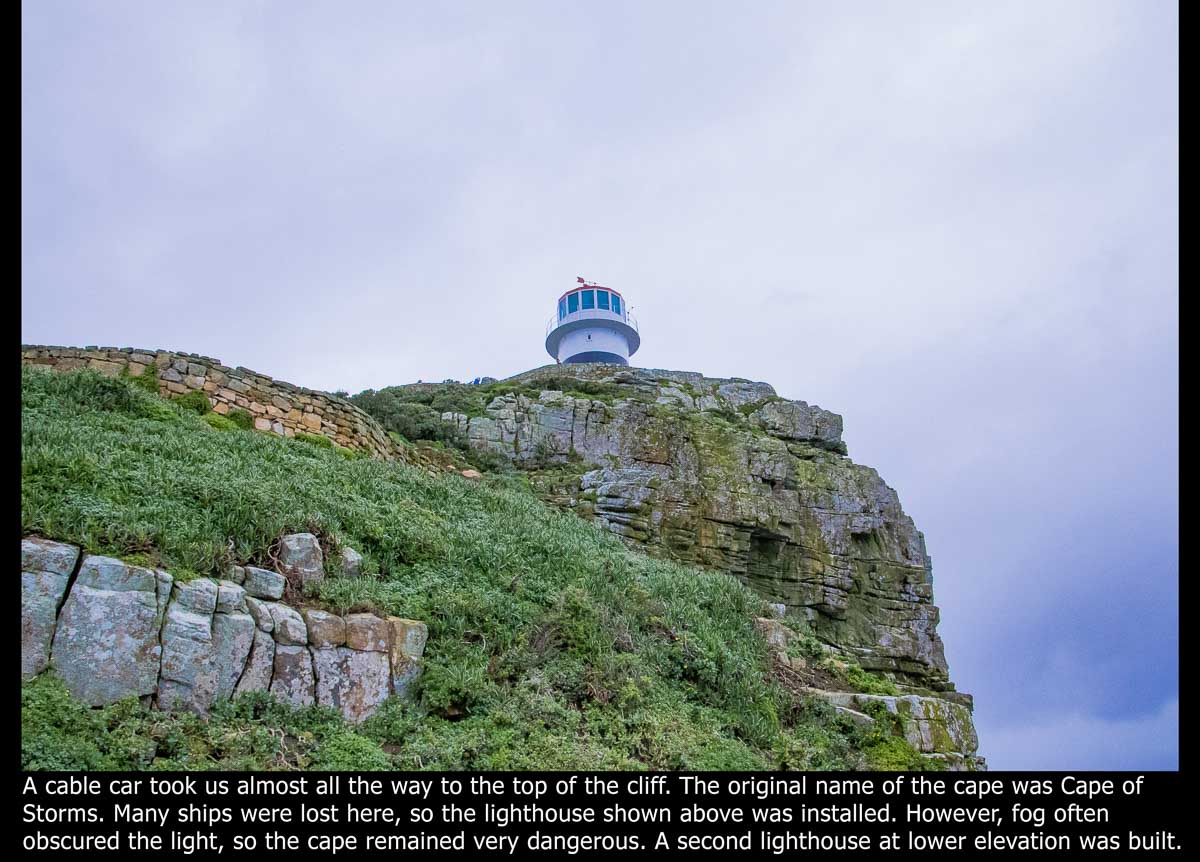 A cable car took us almost all the way to the top of the cliff. The original name of the cape was Cape of
Storms. Many ships were lost here, so the lighthouse shown above was installed. However, fog often
obscured the light, so the cape remained very dangerous. A second lighthouse at lower elevation was built.